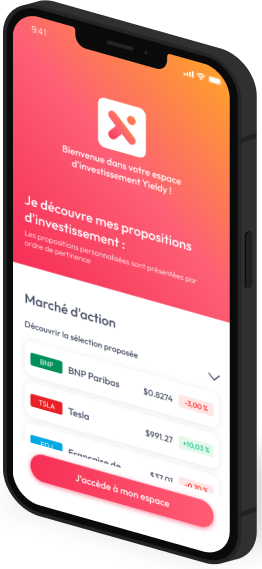 9:41
Bienvenue dans votre espace
d'investissement Yieldy !
Je découvre mes propositions
d'investissement :
Les propositions personnalisées sont présentées par
ordre de pertinence
Marché d'action
Découvrir la sélection proposée
BNP BNP Paribas $0.8274 -3,00 %
TSLA Tesla $991.27 +10,03 %
FDJ Française de $37.01 -0,70 %
J'accède à mon espace